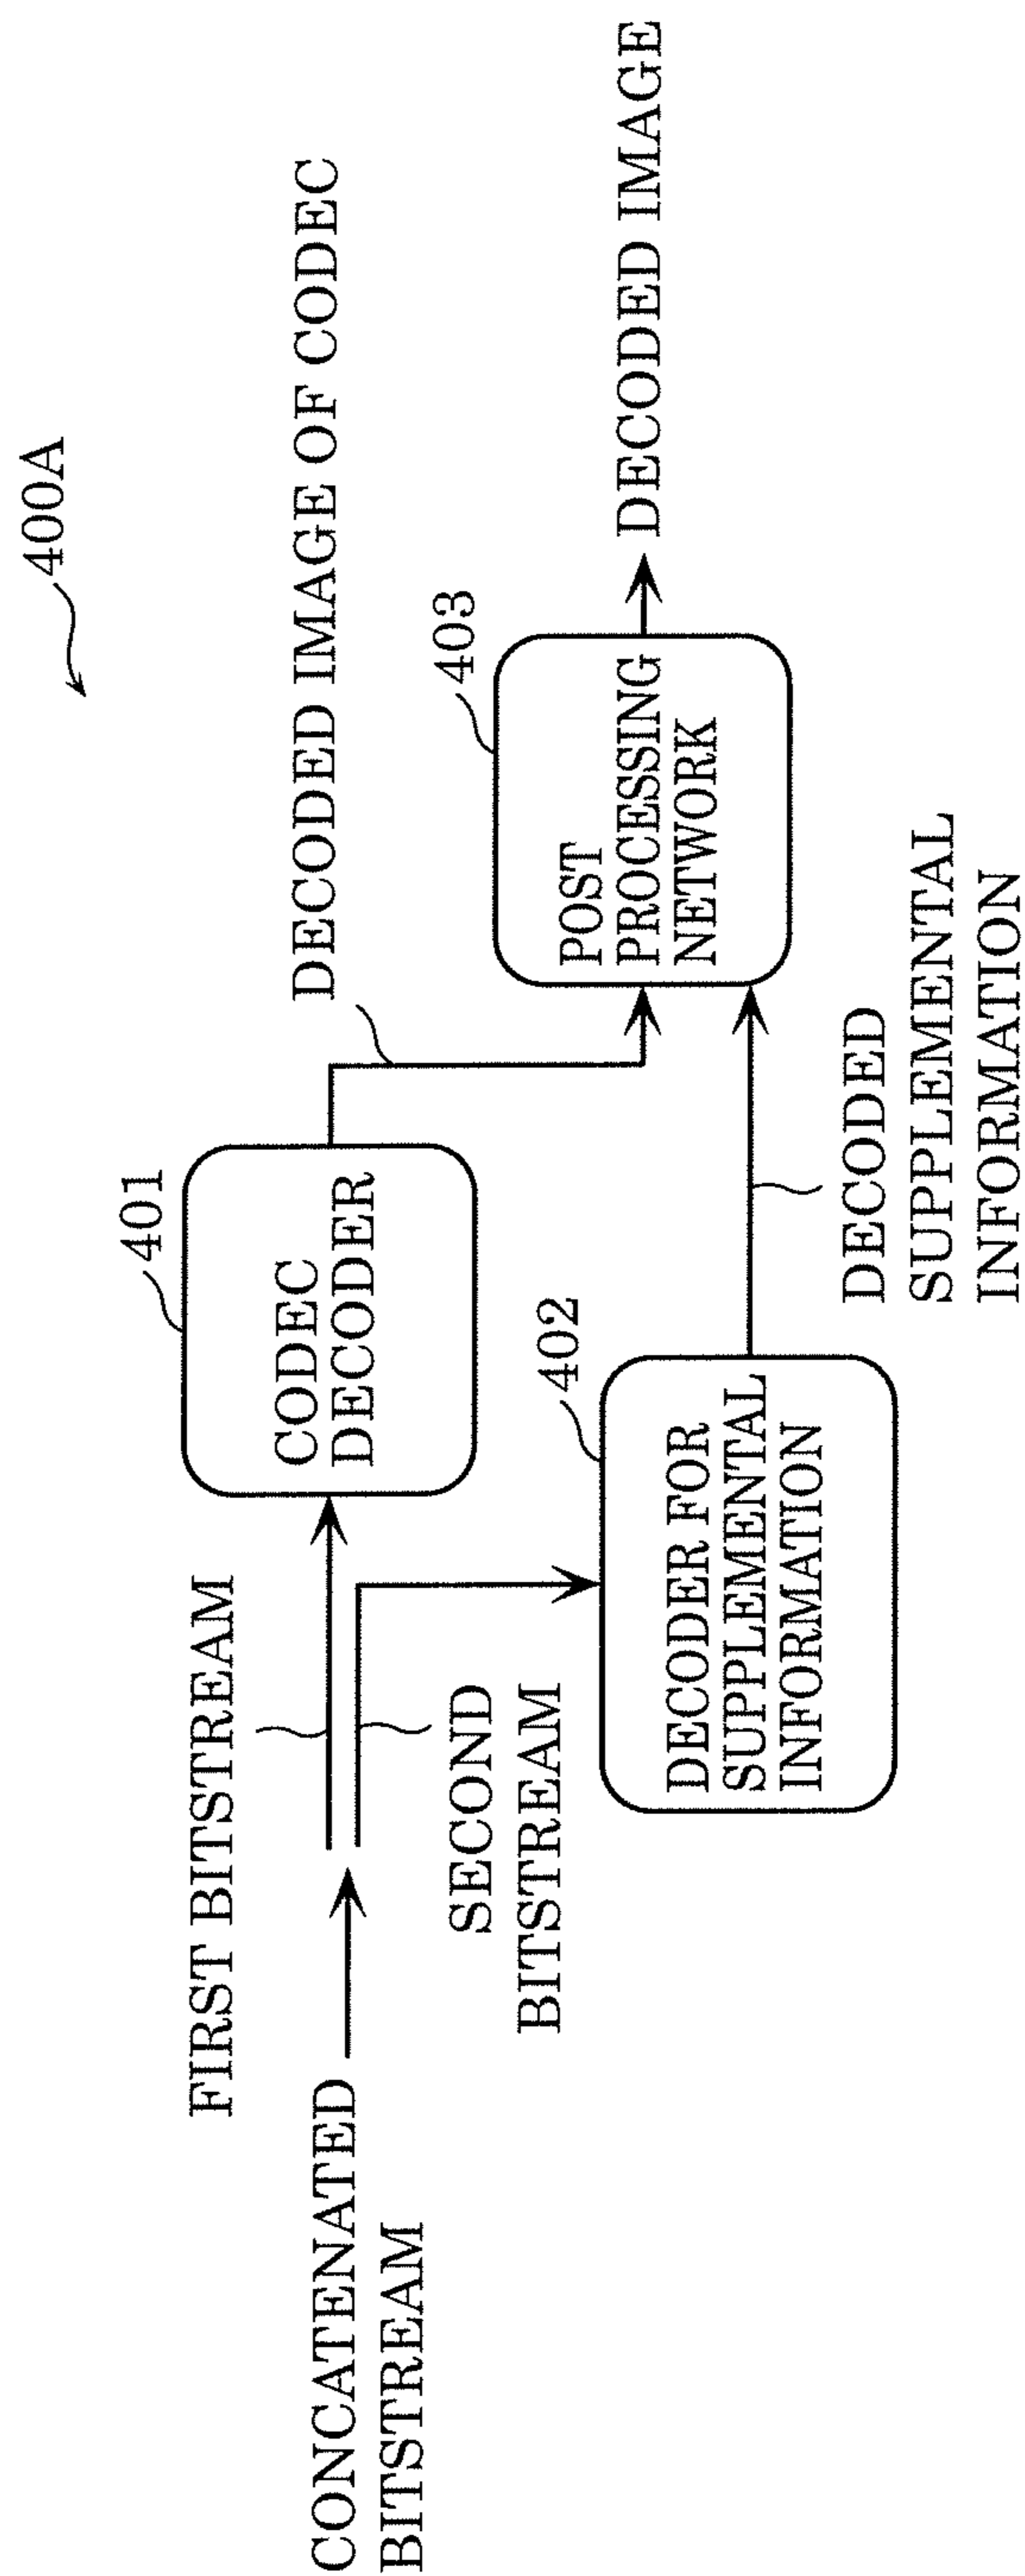 400A
CONCATENATED
BITSTREAM
FIRST BITSTREAM
SECOND
BITSTREAM
401
CODEC
DECODER
DECODED IMAGE OF CODEC
402
DECODER FOR
SUPPLEMENTAL
INFORMATION
DECODED
SUPPLEMENTAL
INFORMATION
403
POST
PROCESSING
NETWORK
DECODED IMAGE